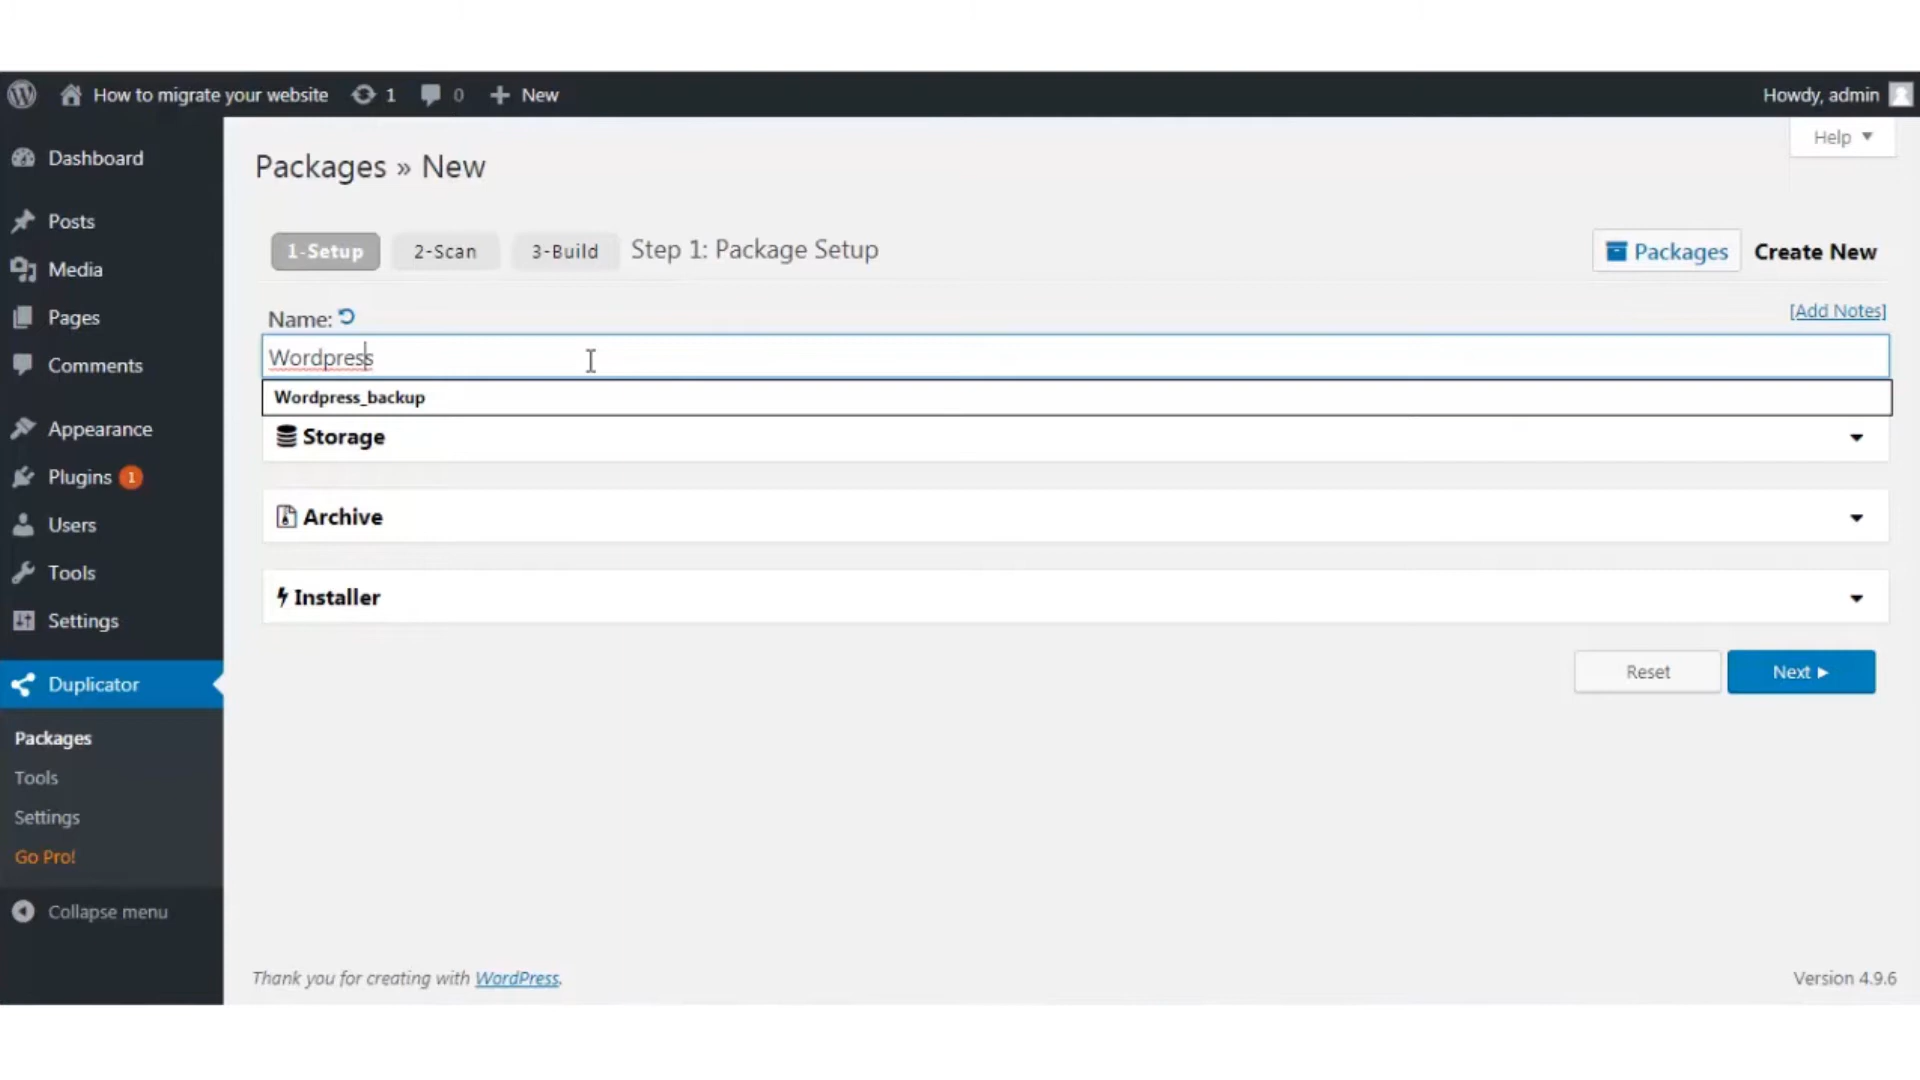 How to migrate your website 1 0 New Howdy, admin
Help
Dashboard
Posts
Media
Pages
Comments
Appearance
Plugins 1
Users
Tools
Settings
Duplicator
Packages
Tools
Settings
Go Pro!
Collapse menu
Packages » New
1-Setup 2-Scan 3-Build Step 1: Package Setup Packages Create New
Name: [Add Notes]
Wordpress
Wordpress_backup
Storage
Archive
Installer
Reset Next
Thank you for creating with WordPress. Version 4.9.6